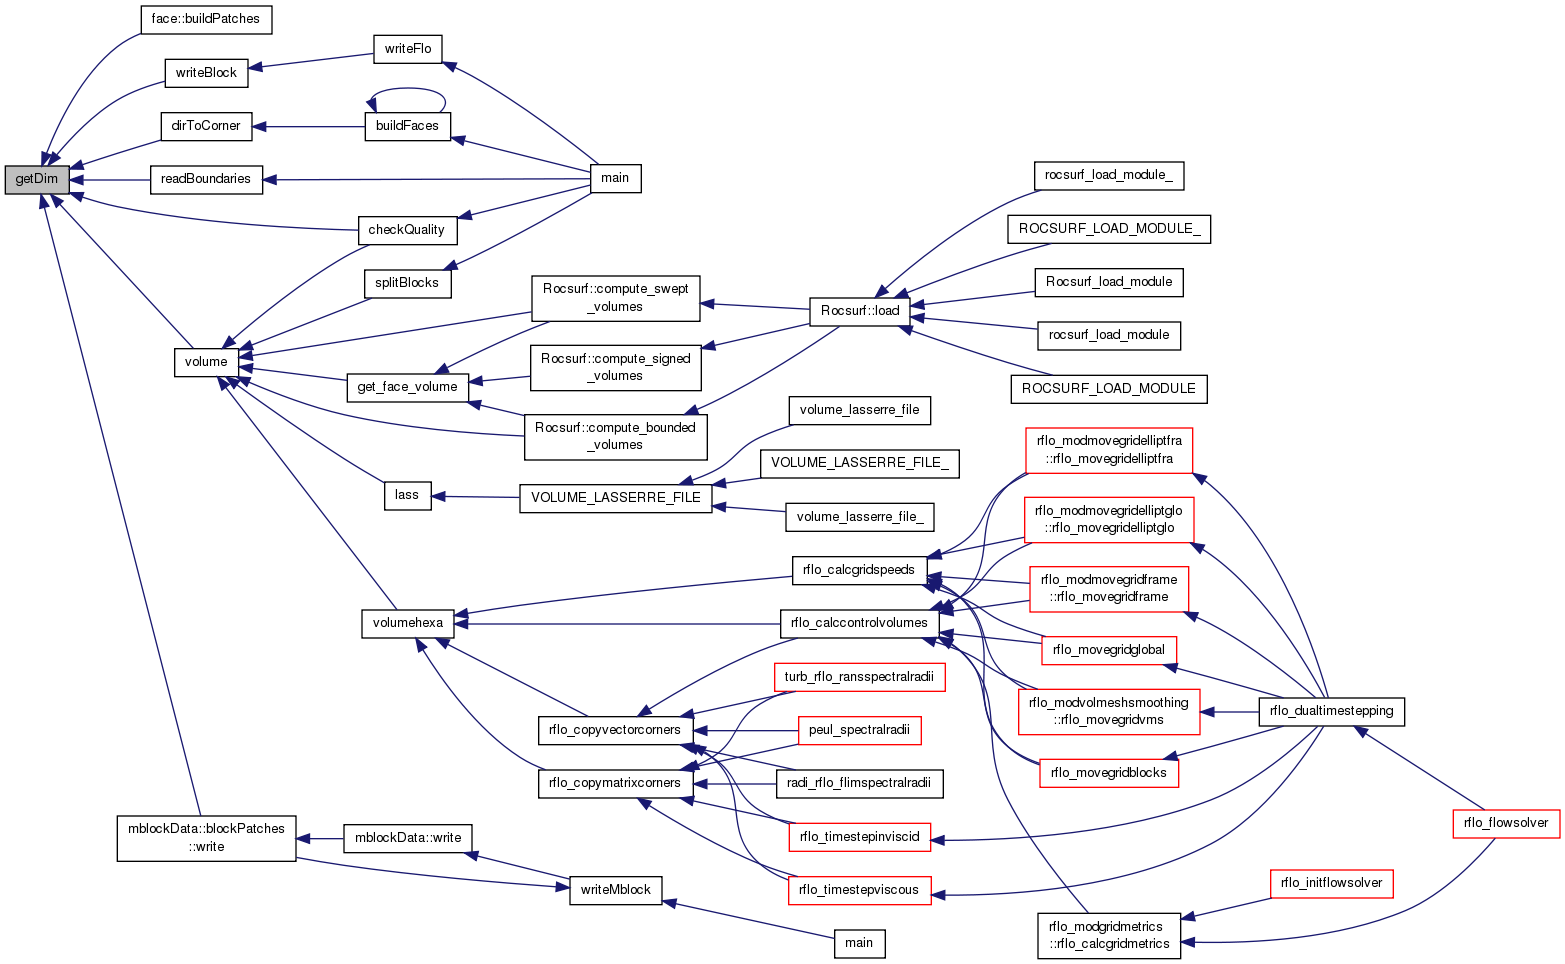 face::buildPatches
writeFlo
writeBlock
buildFaces
dirToCorner
getDim
readBoundaries
main
rocsurf_load_module_
checkQuality
ROCSURF_LOAD_MODULE_
splitBlocks
Rocsurf::compute_swept
_volumes
Rocsurf_load_module
Rocsurf::load
rocsurf_load_module
volume
get_face_volume
Rocsurf::compute_signed
_volumes
ROCSURF_LOAD_MODULE
volume_lasserre_file
Rocsurf::compute_bounded
_volumes
rflo_modmovegridelliptfra
::rflo_movegridelliptfra
VOLUME_LASSERRE_FILE_
lass
VOLUME_LASSERRE_FILE
volume_lasserre_file_
rflo_modmovegridelliptglo
::rflo_movegridelliptglo
rflo_calcgridspeeds
rflo_modmovegridframe
::rflo_movegridframe
volumehexa
rflo_calccontrolvolumes
rflo_movegridglobal
turb_rflo_ransspectralradii
rflo_modvolmeshsmoothing
::rflo_movegridvms
rflo_dualtimestepping
rflo_copyvectorcorners
peul_spectralradii
rflo_movegridblocks
rflo_copymatrixcorners
radi_rflo_flimspectralradii
rflo_flowsolver
mblockData::blockPatches
::write
mblockData::write
rflo_timestepinviscid
writeMblock
rflo_timestepviscous
rflo_initflowsolver
main
rflo_modgridmetrics
::rflo_calcgridmetrics